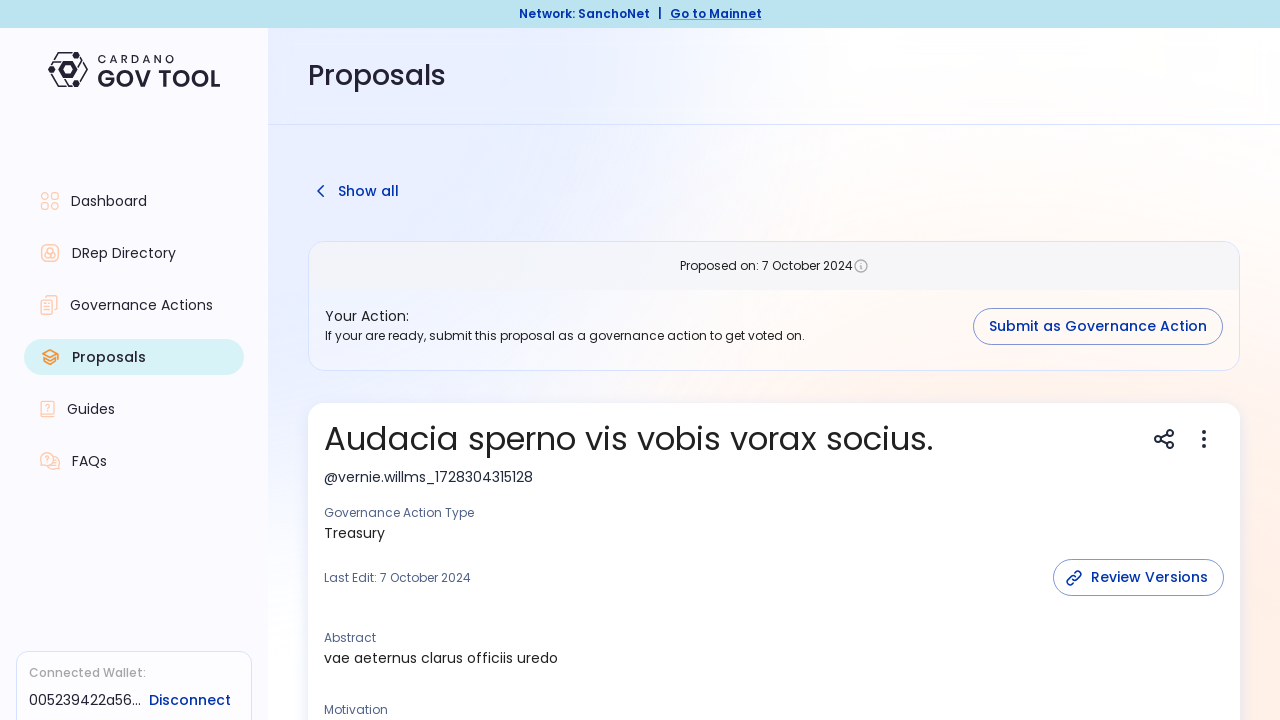 Network: SanchoNet | Go to Mainnet
CARDANO
GOV TOOL
Proposals
Dashboard
DRep Directory
Governance Actions
Proposals
Guides
FAQs
Connected Wallet:
005239422a56... Disconnect
Show all
Proposed on: 7 October 2024
Your Action:
If your are ready, submit this proposal as a governance action to get voted on.
Submit as Governance Action
Audacia sperno vis vobis vorax socius.
@vernie.willms_1728304315128
Governance Action Type
Treasury
Last Edit: 7 October 2024
Review Versions
Abstract
vae aeternus clarus officiis uredo
Motivation